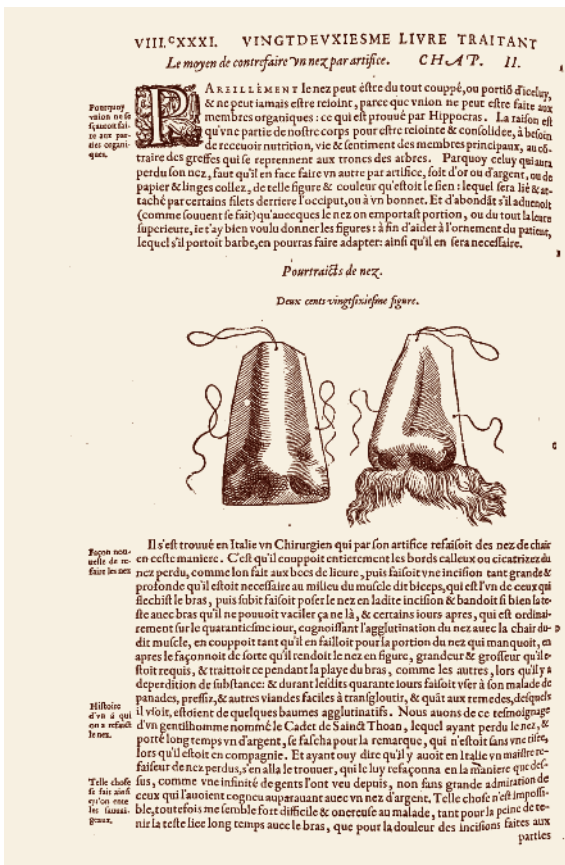 VIII.ᶜXXXI. VINGTDEVXIESME LIVRE TRAITANT
Le moyen de contrefaire vn nez par artifice. CHAP. II.
Pourquoy
vnion ne se
sçauroit fai-
re aux par-
ties organi-
ques.
PAREILLEMENT le nez peut estre du tout couppé, ou portiō d'iceluy,
& ne peut iamais estre reioint, parce que vnion ne peut estre faite aux
membres organiques : ce qui est prouué par Hippocras. La raison est
qu'vne partie de nostre corps pour estre reiointe & consolidee, à besoin
de receuoir nutrition, vie & sentiment des membres principaux, au cō-
traire des greffes qui se reprennent aux troncs des arbres. Parquoy celuy qui aura
perdu son nez, faut qu'il en face faire vn autre par artifice, soit d'or ou d'argent, ou de
papier & linges collez, de telle figure & couleur qu'estoit le sien : lequel sera lié & at-
taché par certains filets derriere l'occiput, ou à vn bonnet. Et d'abondāt s'il aduenoit
(comme souuent se fait) qu'auecques le nez on emportast portion, ou du tout la leure
superieure, ie t'ay bien voulu donner les figures : à fin d'aider à l'ornement du patient,
lequel s'il portoit barbe, en pourras faire adapter: ainsi qu'il en sera necessaire.
Pourtraicts de nez.
Deux cents vingtsixiesme figure.
Façon nou-
uelle de re-
faire les nez
Il s'est trouué en Italie vn Chirurgien qui par son artifice refaisoit des nez de chair
en ceste maniere. C'est qu'il couppoit entierement les bords calleux ou cicatrizez du
nez perdu, comme lon fait aux becs de lieure, puis faisoit vne incision tant grande &
profonde qu'il estoit necessaire au milieu du muscle dit biceps, qui est l'vn de ceux qui
flechist le bras, puis subit faisoit poser le nez en ladite incision & bandoit si bien la te-
ste auec bras qu'il ne pouuoit vaciler ça ne là, & certains iours apres, qui est ordinai-
rement sur le quarantiesme iour, cognoissant l'agglutination du nez auec la chair du-
dit muscle, en couppoit tant qu'il en failloit pour la portion du nez qui manquoit, en
apres le façonnoit de sorte qu'il rendoit le nez en figure, grandeur & grosseur qu'il e-
stoit requis, & traittoit ce pendant la playe du bras, comme les autres, lors qu'il y a
deperdition de substance: & durant lesdits quarante iours faisoit vser à son malade de
panades, pressiz, & autres viandes faciles à transgloutir, & quāt aux remedes, desquels
Histoire
d'vn à qui
on a refaict
le nez.
il vsoit, estoient de quelques baumes agglutinatifs. Nous auons de ce tesmoignage
d'vn gentilhomme nommé le Cadet de Sainct Thoan, lequel ayant perdu le nez, &
porté long temps vn d'argent, se fascha pour la remarque, qui n'estoit sans vne risee,
lors qu'il estoit en compagnie. Et ayant ouy dire qu'il y auoit en Italie vn maistre re-
faiseur de nez perdus, s'en alla le trouuer, qui le luy refaçonna en la maniere que des-
Telle chose
se fait ainsi
qu'on ente
les sauuai-
geaux.
sus, comme vne infinité de gents l'ont veu depuis, non sans grande admiration de
ceux qui l'auoient cogneu auparauant auec vn nez d'argent. Telle chose n'est impossi-
ble, toutefois me semble fort difficile & onereuse au malade, tant pour la peine de te-
nir la teste liee long temps auec le bras, que pour la douleur des incisions faites aux
parties